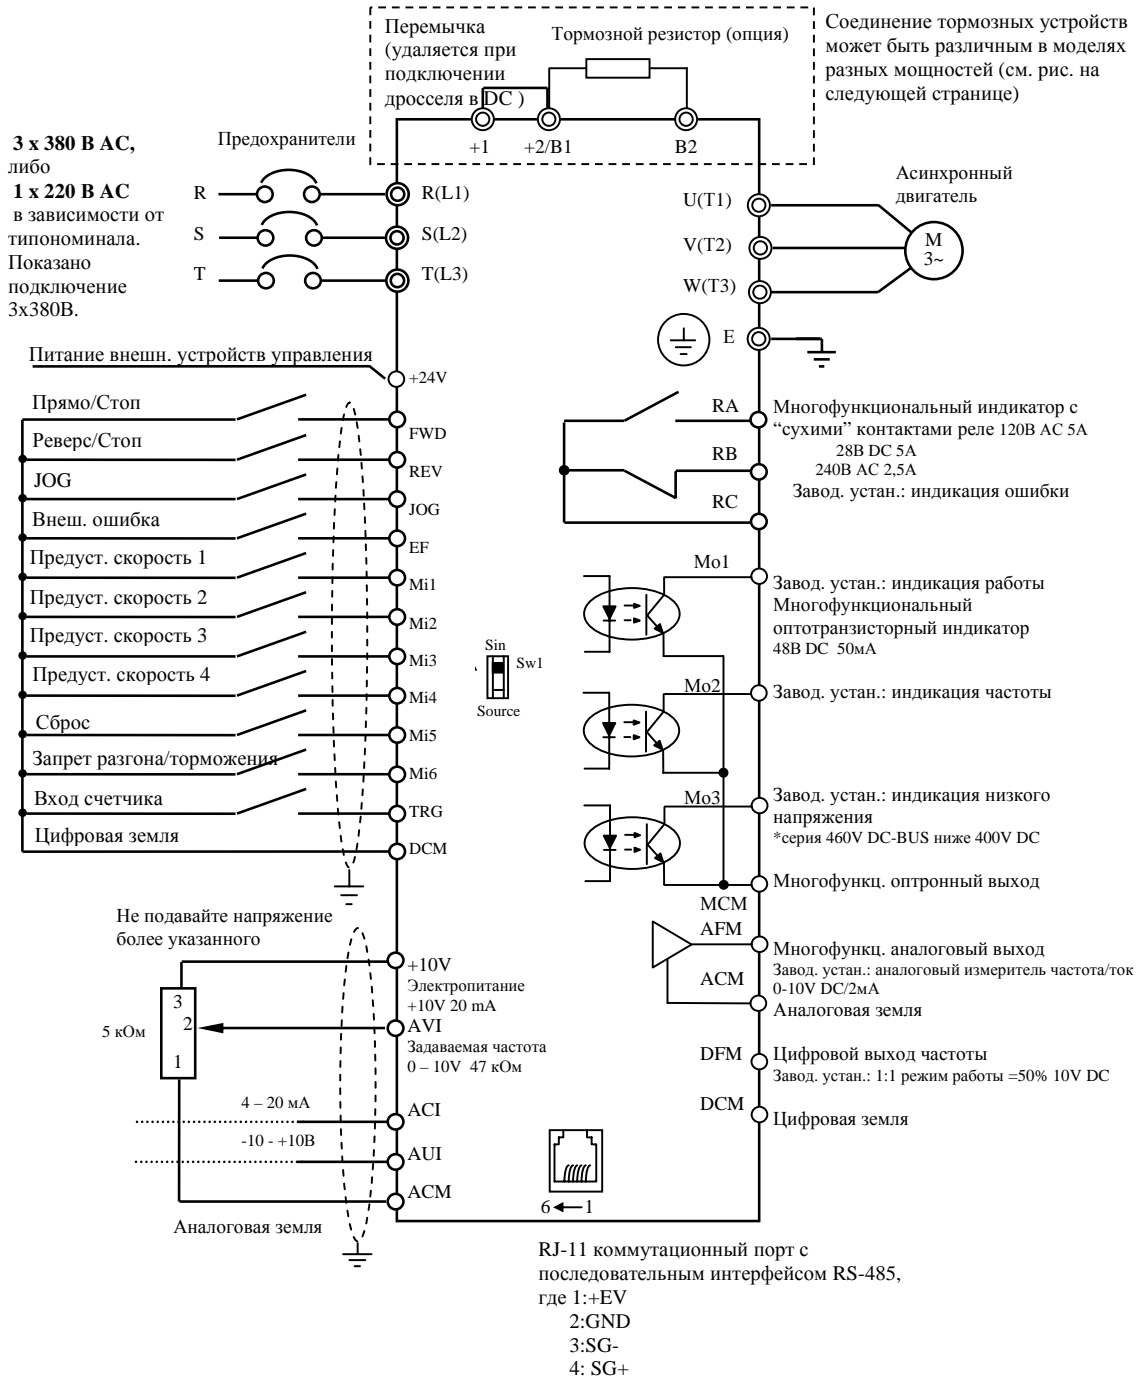 Перемычка
(удаляется при
подключении
дросселя в DC )
Тормозной резистор (опция)
Соединение тормозных устройств
может быть различным в моделях
разных мощностей (см. рис. на
следующей странице)
+1
+2/B1
B2
3 x 380 В AC,
либо
1 x 220 В AC
в зависимости от
типономинала.
Показано
подключение
3х380В.
Предохранители
R
R(L1)
S
S(L2)
T
T(L3)
Асинхронный
двигатель
U(T1)
V(T2)
W(T3)
M
3~
E
Питание внешн. устройств управления
+24V
Прямо/Стоп
FWD
Реверс/Стоп
REV
JOG
JOG
Внеш. ошибка
EF
Предуст. скорость 1
Mi1
Предуст. скорость 2
Mi2
Предуст. скорость 3
Mi3
Предуст. скорость 4
Mi4
Сброс
Mi5
Запрет разгона/торможения
Mi6
Вход счетчика
TRG
Цифровая земля
DCM
Sin
Sw1
Source
RA
RB
RC
Многофункциональный индикатор с
“сухими” контактами реле 120В AC 5А
28В DC 5А
240В AC 2,5А
Завод. устан.: индикация ошибки
Mo1
Завод. устан.: индикация работы
Многофункциональный
оптотранзисторный индикатор
48В DC 50мА
Mo2
Завод. устан.: индикация частоты
Mo3
Завод. устан.: индикация низкого
напряжения
*серия 460V DC-BUS ниже 400V DC
Многофункц. оптронный выход
MCM
AFM
Многофункц. аналоговый выход
Завод. устан.: аналоговый измеритель частота/ток
0-10V DC/2мА
ACM
Аналоговая земля
DFM
Цифровой выход частоты
Завод. устан.: 1:1 режим работы =50% 10V DC
DCM
Цифровая земля
Не подавайте напряжение
более указанного
+10V
Электропитание
+10V 20 mA
3
2
1
5 кОм
AVI
Задаваемая частота
0 – 10V 47 кОм
4 – 20 мА
ACI
-10 - +10В
AUI
ACM
Аналоговая земля
6
1
RJ-11 коммутационный порт с
последовательным интерфейсом RS-485,
где 1:+EV
2:GND
3:SG-
4: SG+